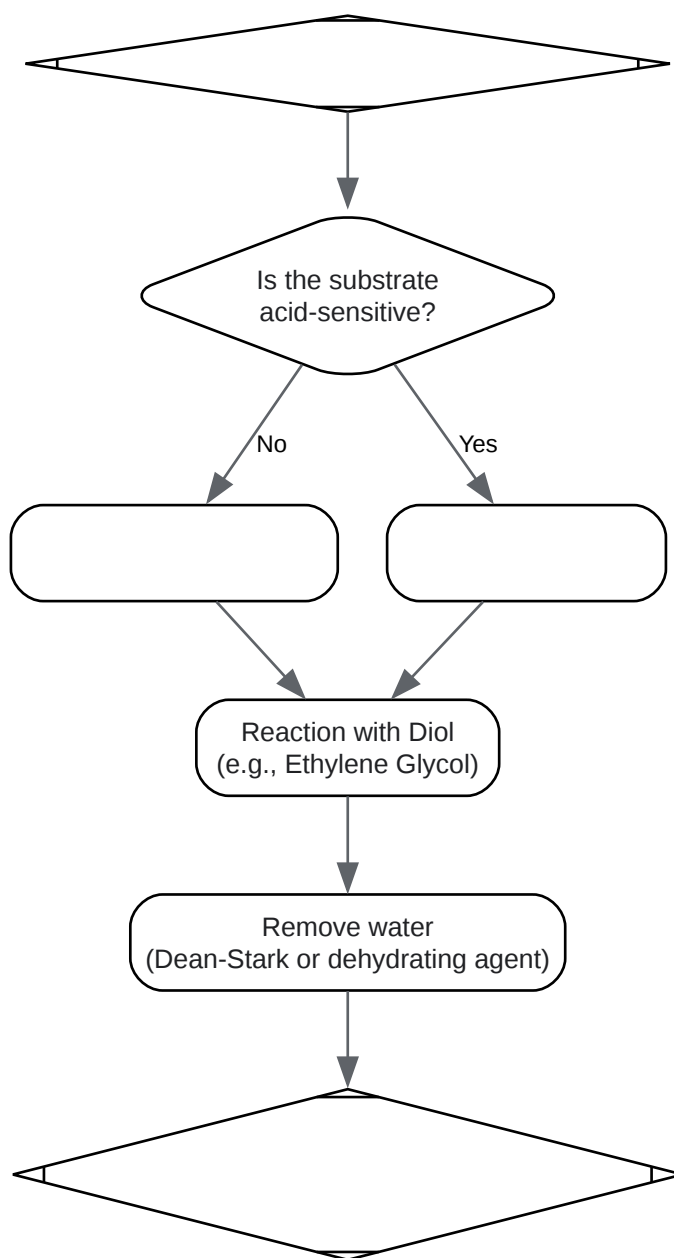 Is the substrate
acid-sensitive?
No
Yes
Reaction with Diol
(e.g., Ethylene Glycol)
Remove water
(Dean-Stark or dehydrating agent)